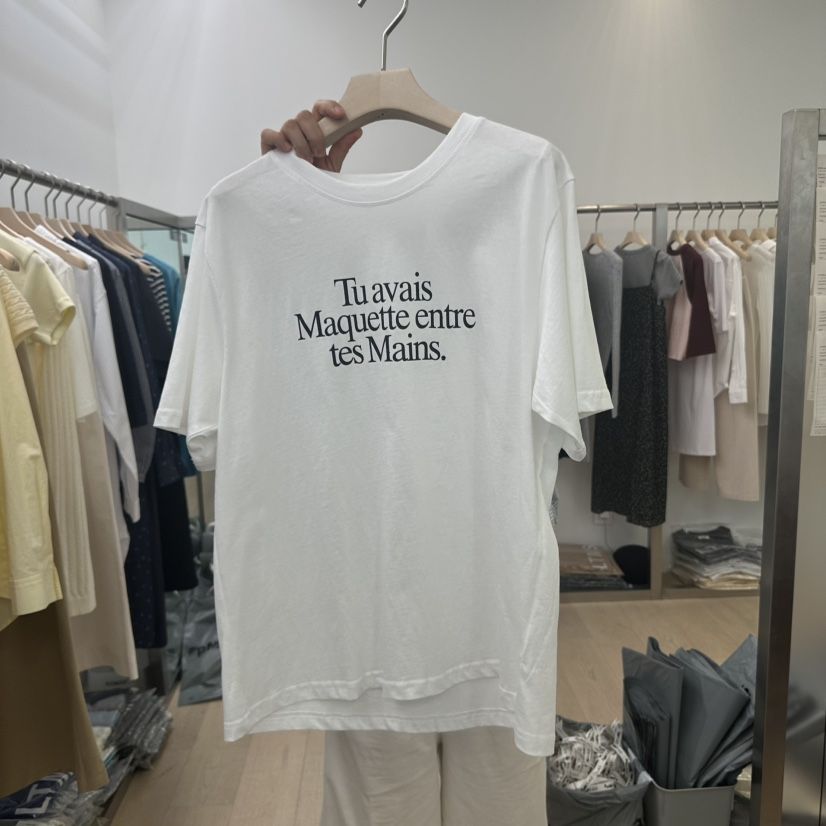 Tu avais
Maquette entre
tes Mains.